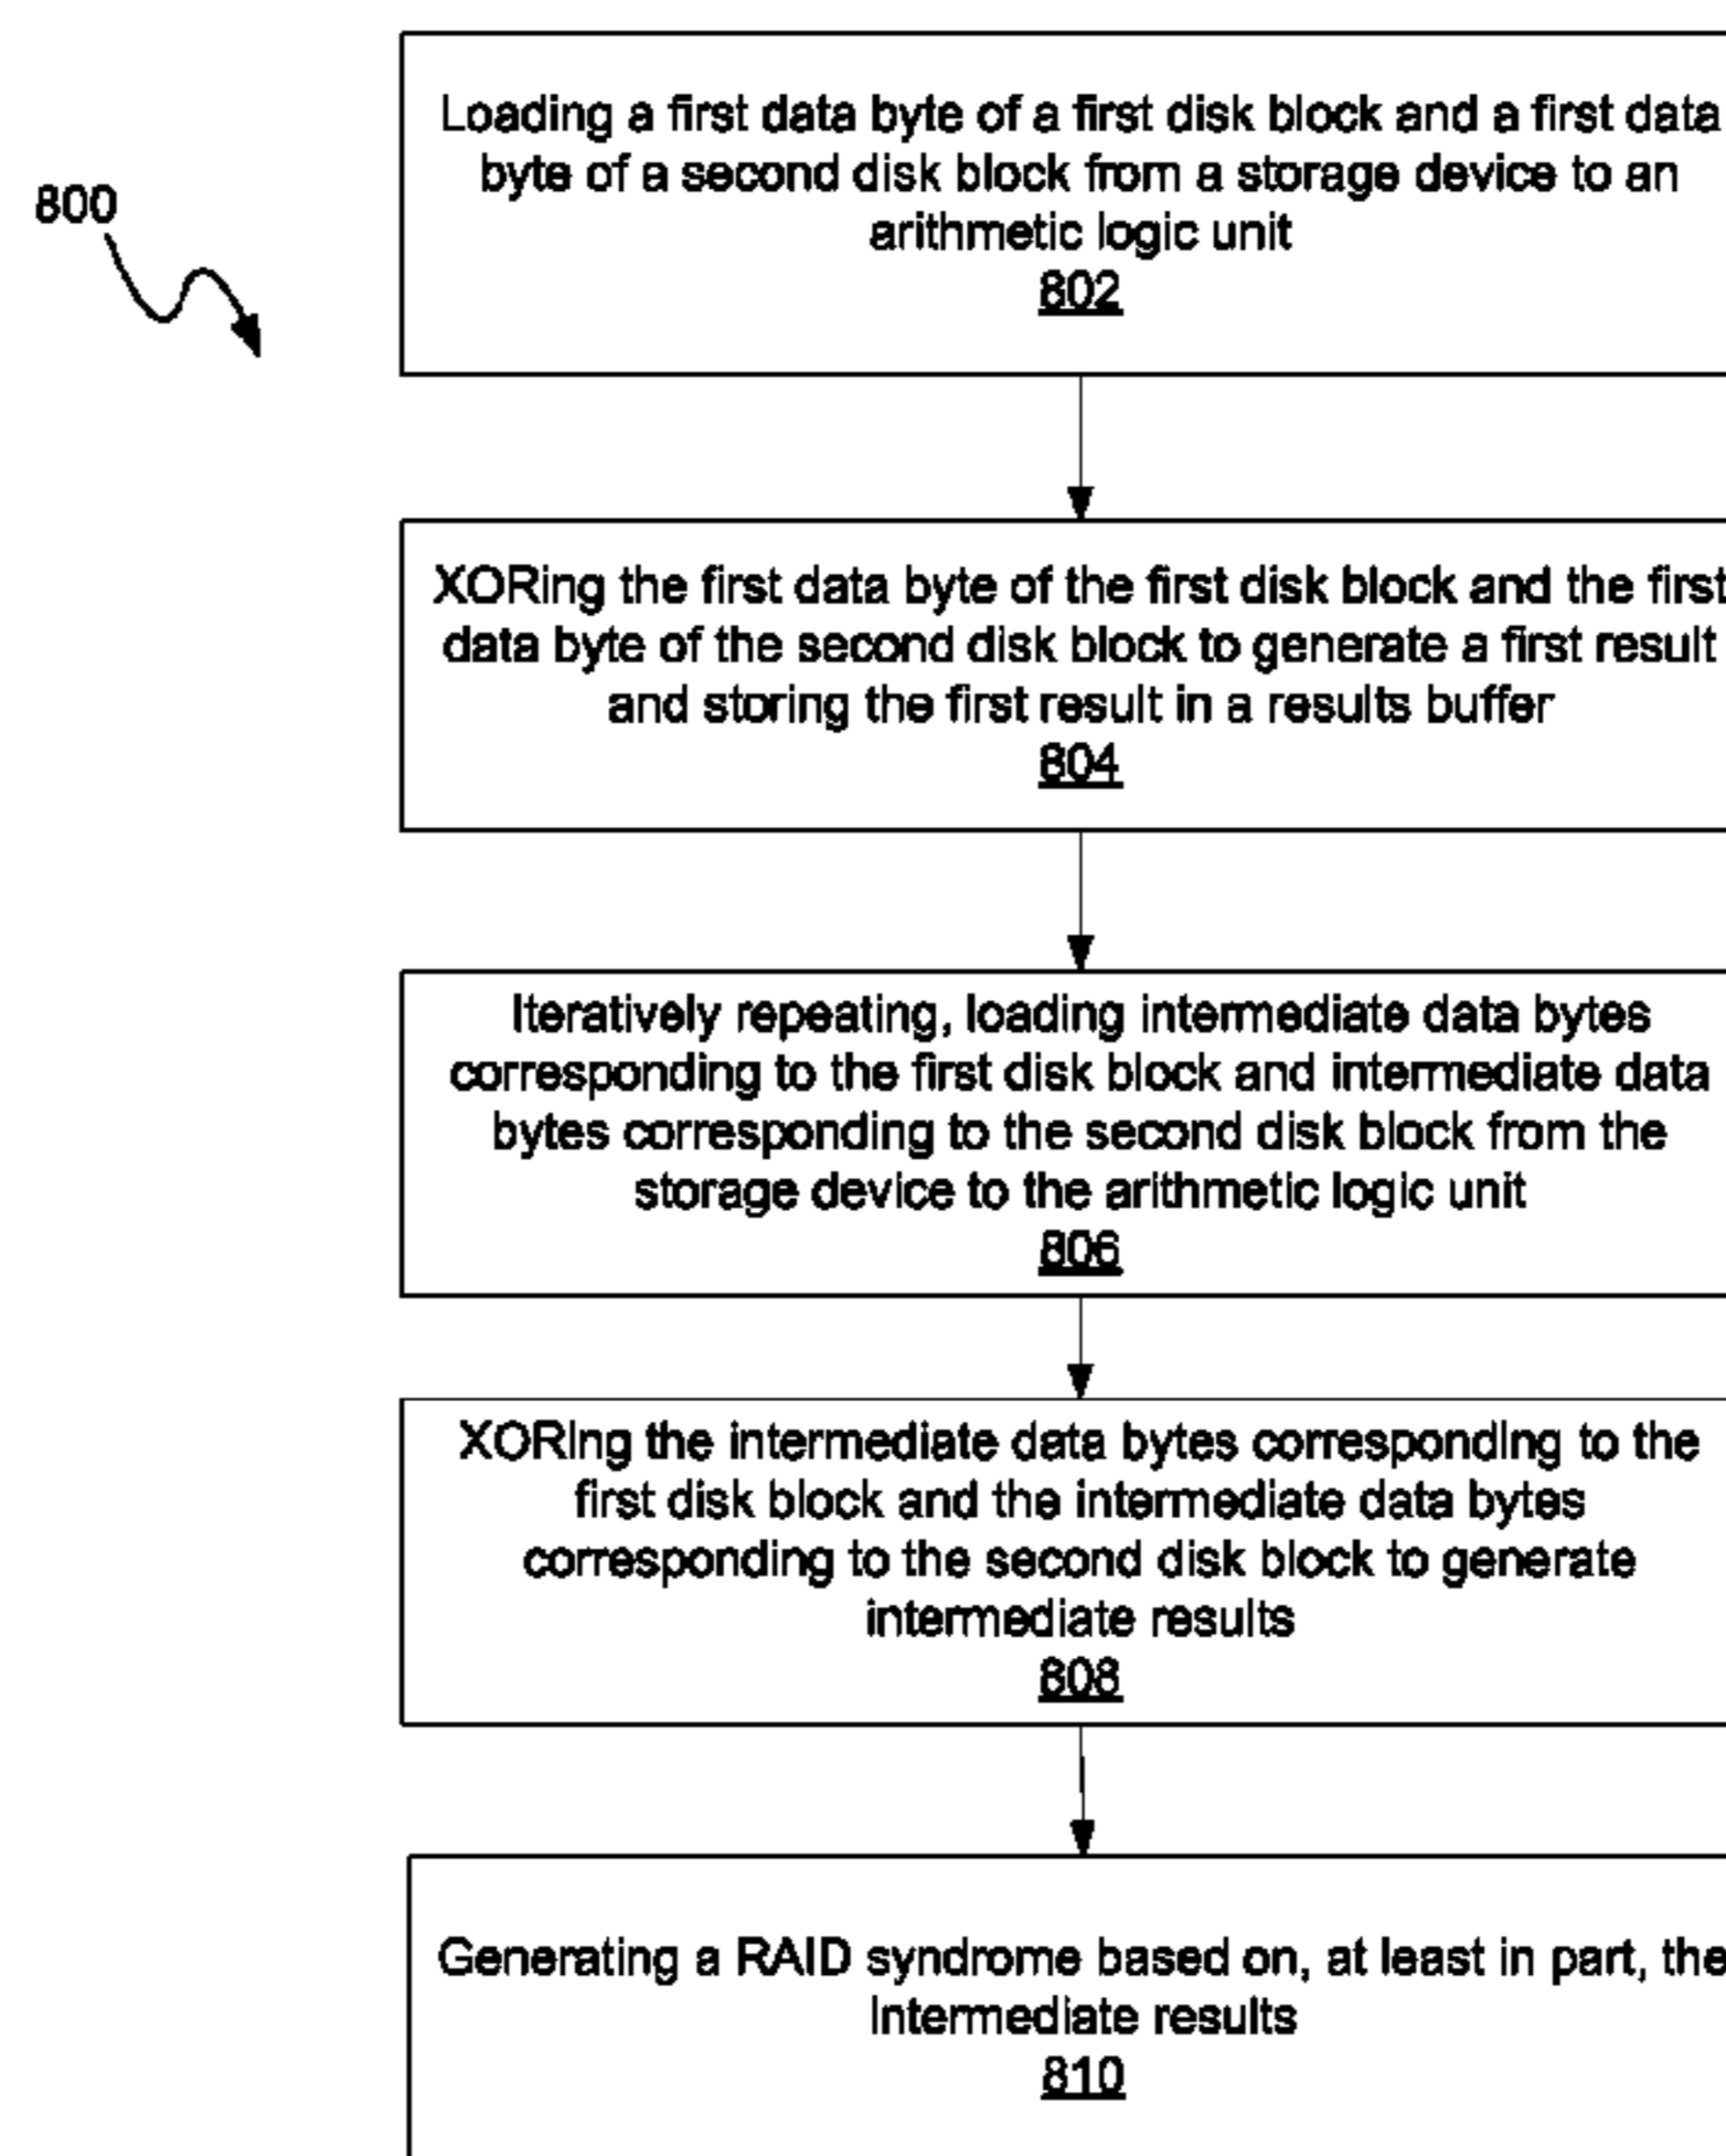 800
Loading a first data byte of a first disk block and a first data
byte of a second disk block from a storage device to an
arithmetic logic unit
802
XORing the first data byte of the first disk block and the first
data byte of the second disk block to generate a first result
and storing the first result in a results buffer
804
Iteratively repeating, loading intermediate data bytes
corresponding to the first disk block and intermediate data
bytes corresponding to the second disk block from the
storage device to the arithmetic logic unit
806
XORing the intermediate data bytes corresponding to the
first disk block and the intermediate data bytes
corresponding to the second disk block to generate
intermediate results
808
Generating a RAID syndrome based on, at least in part, the
intermediate results
810